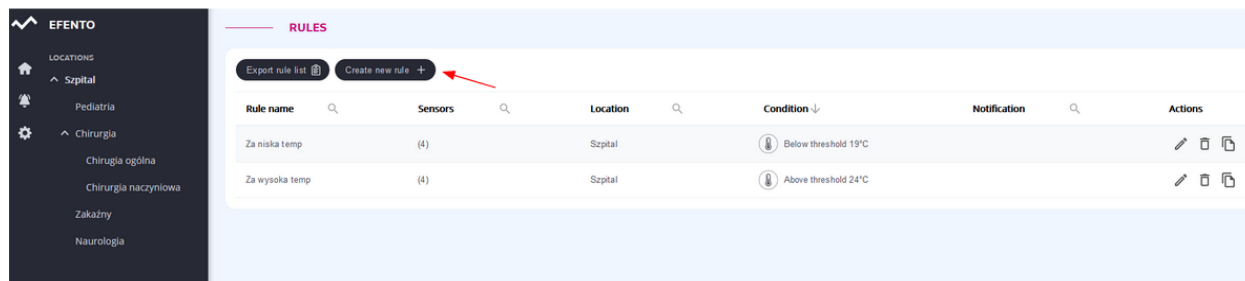 EFENTO
LOCATIONS
Szpital
Pediatria
Chirurgia
Chirugia ogólna
Chirurgia naczyniowa
Zakaźny
Naurologia
RULES
Export rule list Create new rule +
Rule name Sensors Location Condition Notification Actions
Za niska temp (4) Szpital Below threshold 19°C
Za wysoka temp (4) Szpital Above threshold 24°C